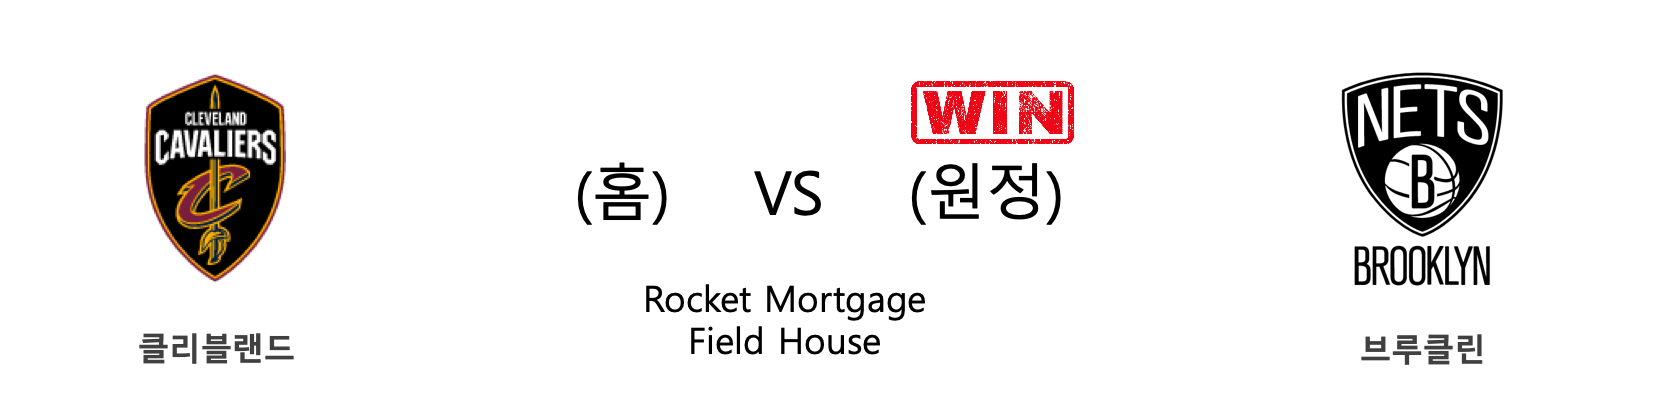 CLEVELAND
CAVALIERS
C
클리블랜드
WIN
(홈) VS (원정)
Rocket Mortgage
Field House
NETS
B
BROOKLYN
브루클린